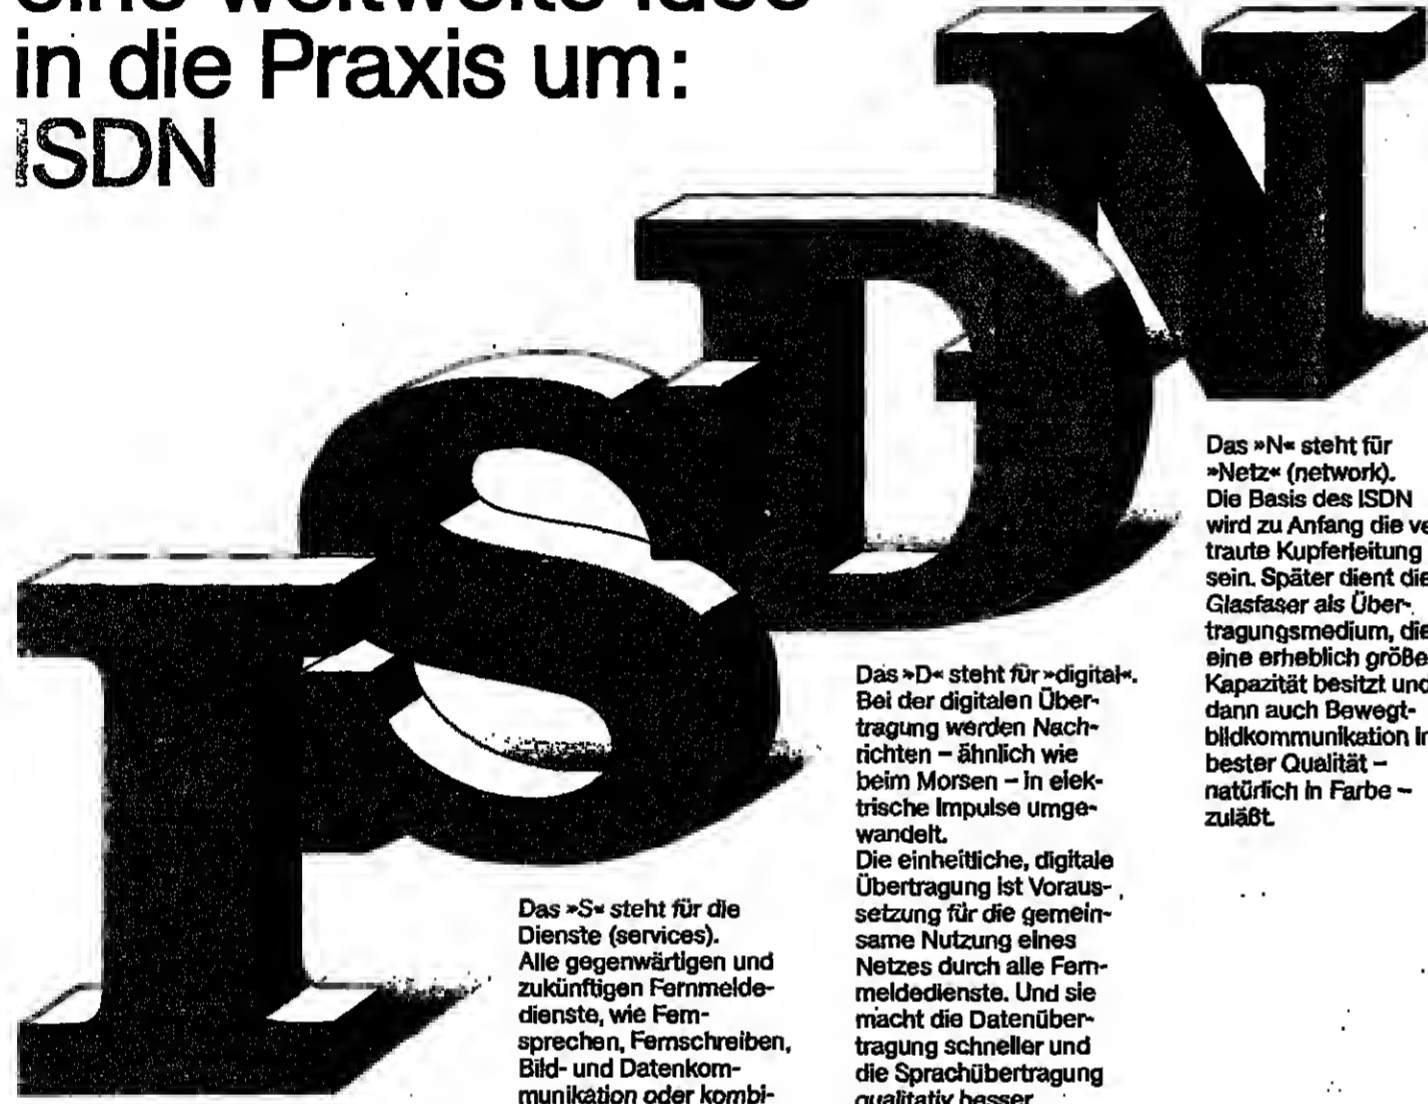 in die Praxis um:
ISDN
I
S
D
N
Das »S« steht für die
Dienste (services).
Alle gegenwärtigen und
zukünftigen Fernmelde-
dienste, wie Fern-
sprechen, Fernschreiben,
Bild- und Datenkom-
munikation oder kombi-
Das »D« steht für »digital«.
Bei der digitalen Über-
tragung werden Nach-
richten – ähnlich wie
beim Morsen – in elek-
trische Impulse umge-
wandelt.
Die einheitliche, digitale
Übertragung ist Voraus-
setzung für die gemein-
same Nutzung eines
Netzes durch alle Fern-
meldedienste. Und sie
macht die Datenüber-
tragung schneller und
die Sprachübertragung
qualitativ besser
Das »N« steht für
»Netz« (network).
Die Basis des ISDN
wird zu Anfang die ve
traute Kupferleitung
sein. Später dient die
Glasfaser als Über-
tragungsmedium, die
eine erheblich größe
Kapazität besitzt und
dann auch Bewegt-
bildkommunikation in
bester Qualität –
natürlich in Farbe –
zuläßt.